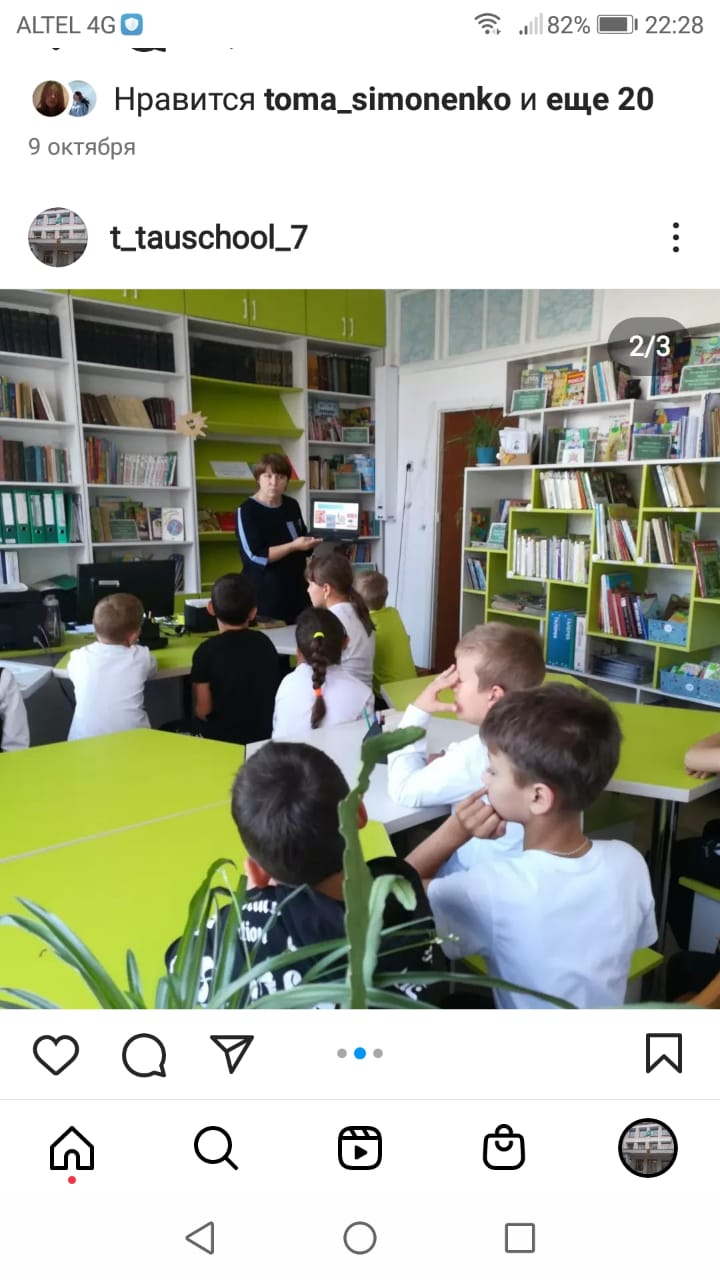 ALTEL 4G 82% 22:28
Нравится toma_simonenko и еще 20
9 октября
t_tauschool_7
2/3